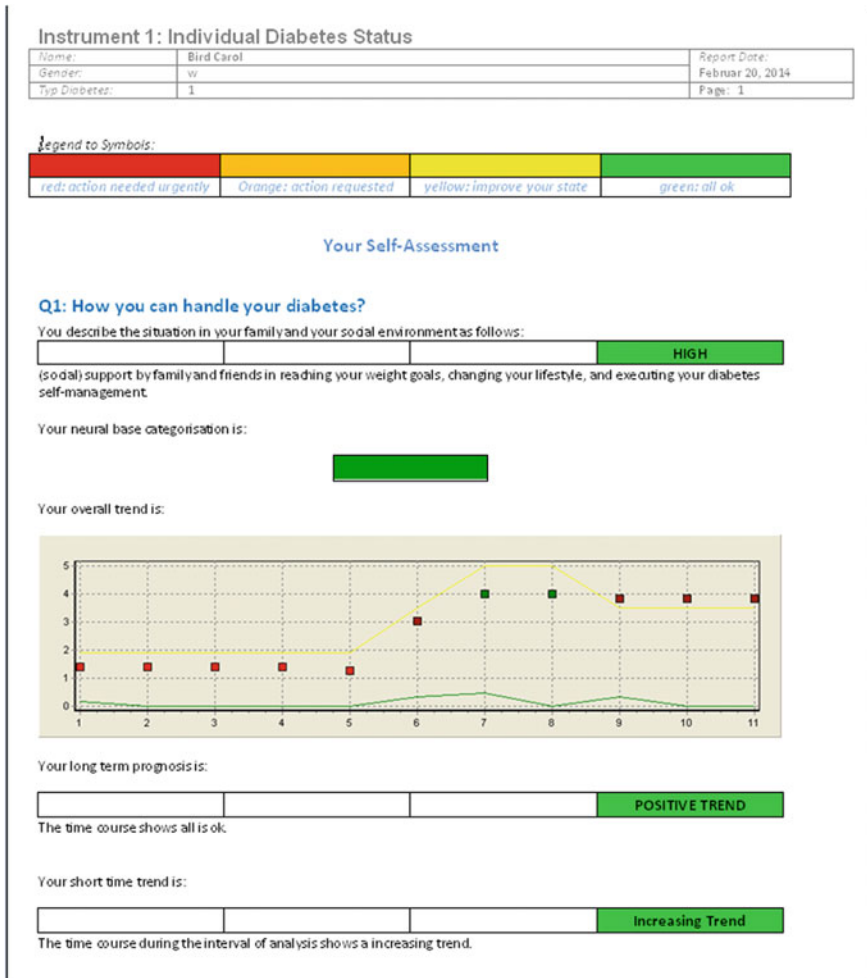 Instrument 1: Individual Diabetes Status
Name: Bird Carol Report Date:
Gender: w Februar 20, 2014
Typ Diabetes: 1 Page: 1
Legend to Symbols:
red: action needed urgently Orange: action requested yellow: improve your state green: all ok
Your Self-Assessment
Q1: How you can handle your diabetes?
You describe the situation in your family and your social environment as follows:
HIGH
(social) support by family and friends in reaching your weight goals, changing your lifestyle, and executing your diabetes
self-management.
Your neural base categorisation is:
Your overall trend is:
5
4
3
2
1
0
1 2 3 4 5 6 7 8 9 10 11
Your long term prognosis is:
POSITIVE TREND
The time course shows all is ok.
Your short time trend is:
Increasing Trend
The time course during the interval of analysis shows a increasing trend.